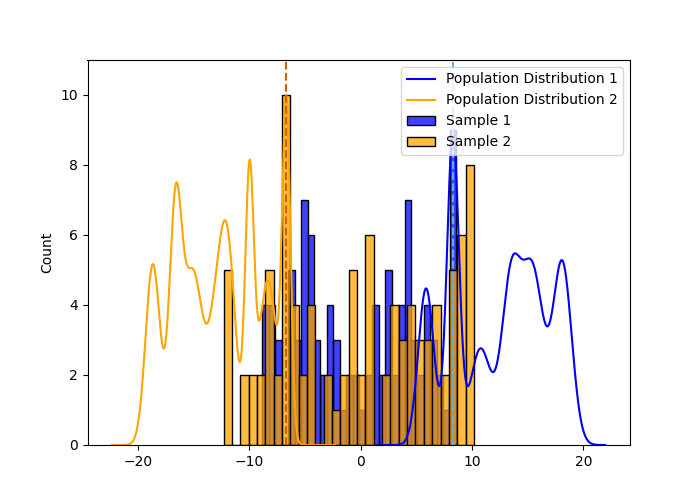 Population Distribution 1
Population Distribution 2
Sample 1
Sample 2
Count
10
8
6
4
2
0
−20
−10
0
10
20